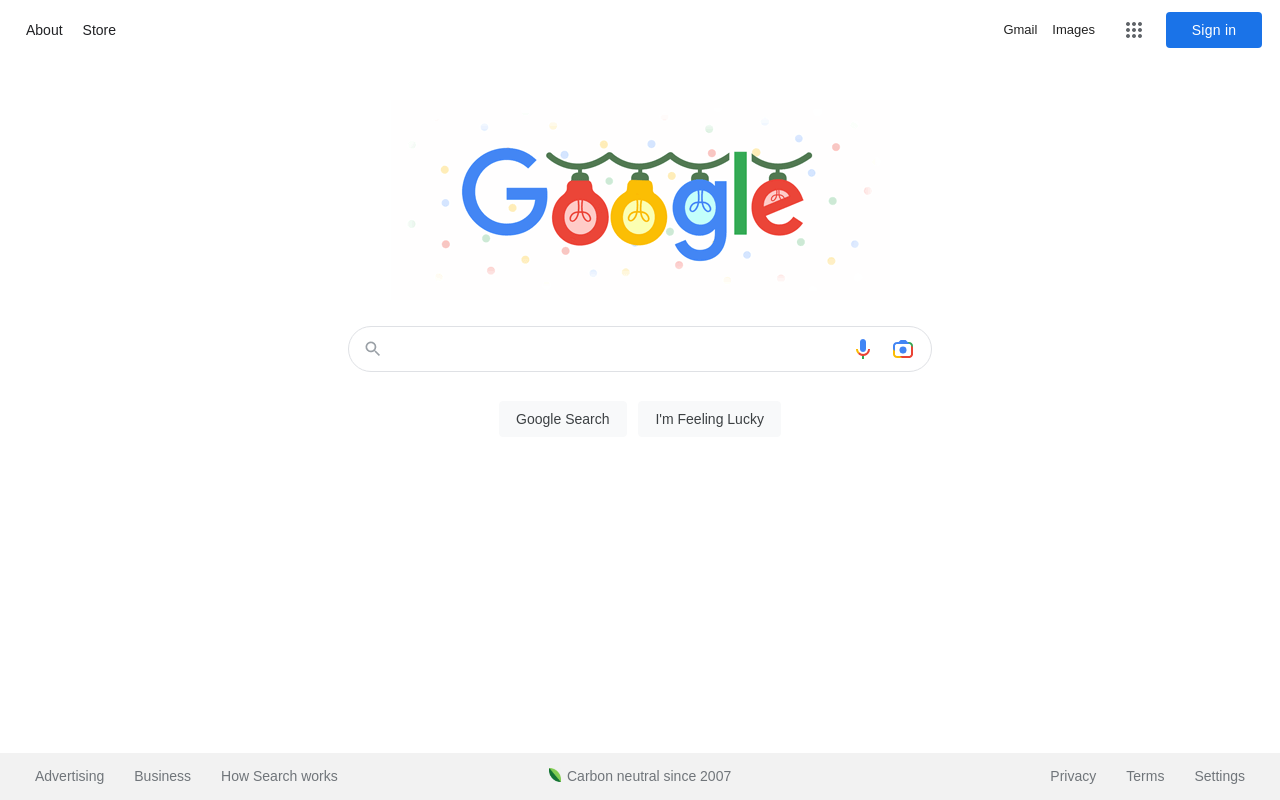 About Store Gmail Images Sign in
Google
Google Search I'm Feeling Lucky
Advertising Business How Search works Carbon neutral since 2007 Privacy Terms Settings